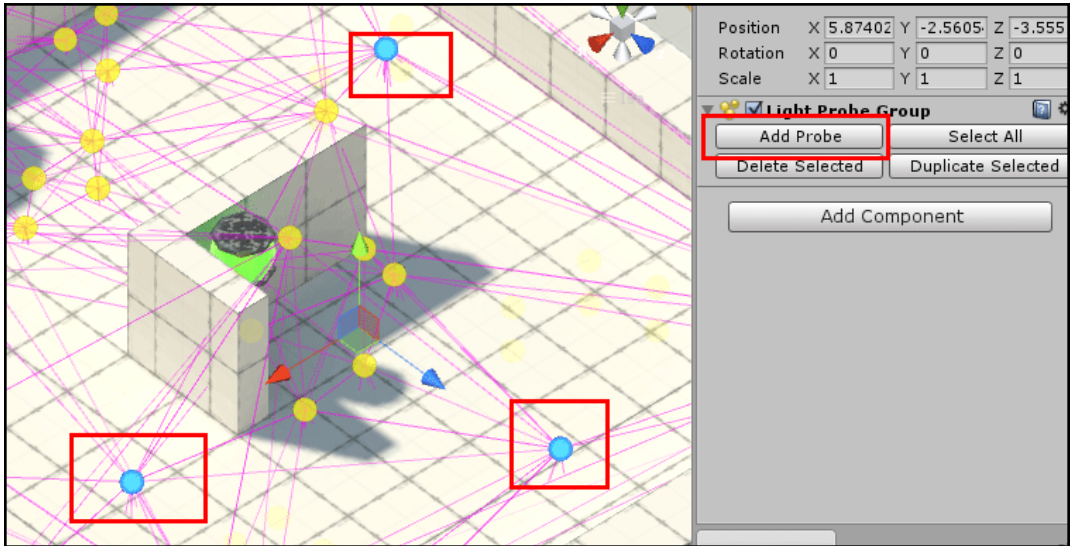 Position X 5.87402 Y -2.5605 Z -3.555
Rotation X 0 Y 0 Z 0
Scale X 1 Y 1 Z 1
Light Probe Group
Add Probe Select All
Delete Selected Duplicate Selected
Add Component